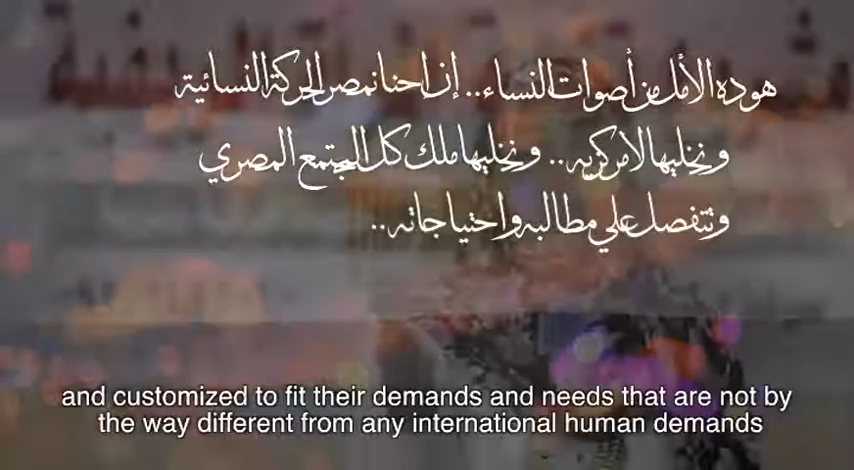 هو ده الأمل من أصوات النساء.. إن احنا نمصر الحركة النسائية
ونخليها لامركزيه.. ونخليها ملك كل المجتمع المصري
وتتفصل علي مطالبه واحتياجاته..
and customized to fit their demands and needs that are not by
the way different from any international human demands